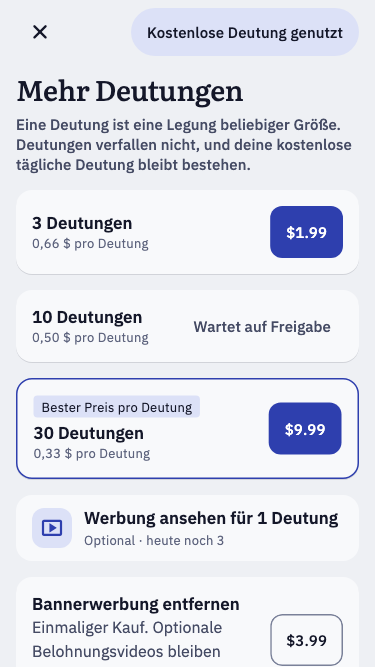 Kostenlose Deutung genutzt
Mehr Deutungen
Eine Deutung ist eine Legung beliebiger Größe.
Deutungen verfallen nicht, und deine kostenlose
tägliche Deutung bleibt bestehen.
3 Deutungen
0,66 $ pro Deutung
$1.99
10 Deutungen
0,50 $ pro Deutung
Wartet auf Freigabe
Bester Preis pro Deutung
30 Deutungen
0,33 $ pro Deutung
$9.99
Werbung ansehen für 1 Deutung
Optional · heute noch 3
Bannerwerbung entfernen
Einmaliger Kauf. Optionale
Belohnungsvideos bleiben
$3.99